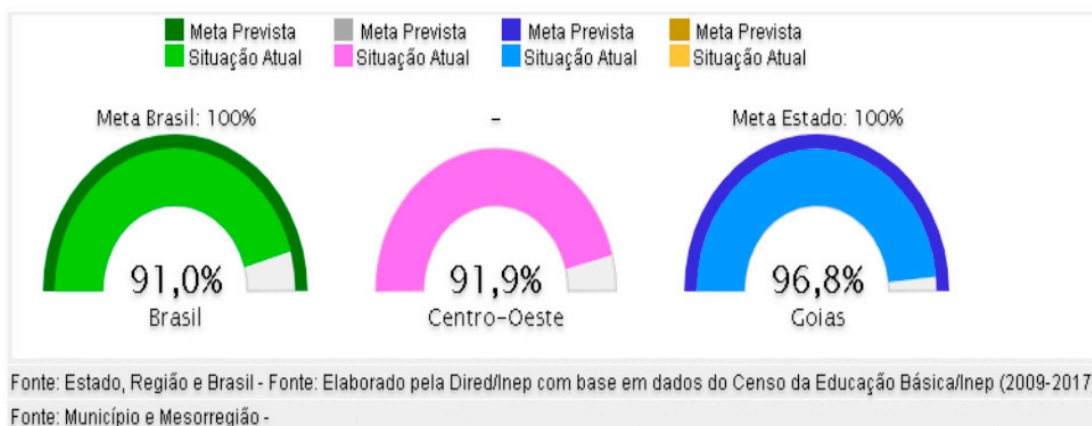 Meta Prevista Meta Prevista Meta Prevista Meta Prevista
Situação Atual Situação Atual Situação Atual Situação Atual
Meta Brasil: 100% - Meta Estado: 100%
91,0% 91,9% 96,8%
Brasil Centro-Oeste Goias
Fonte: Estado, Região e Brasil - Fonte: Elaborado pela Dired/Inep com base em dados do Censo da Educação Básica/Inep (2009-2017
Fonte: Município e Mesorregião -